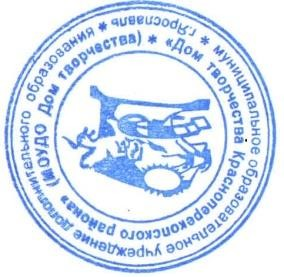 муниципальное образовательное учреждение дополнительного образования * г.Ярославль *
«Дом творчества Красноперекопского района» (МОУДО Дом творчества) *